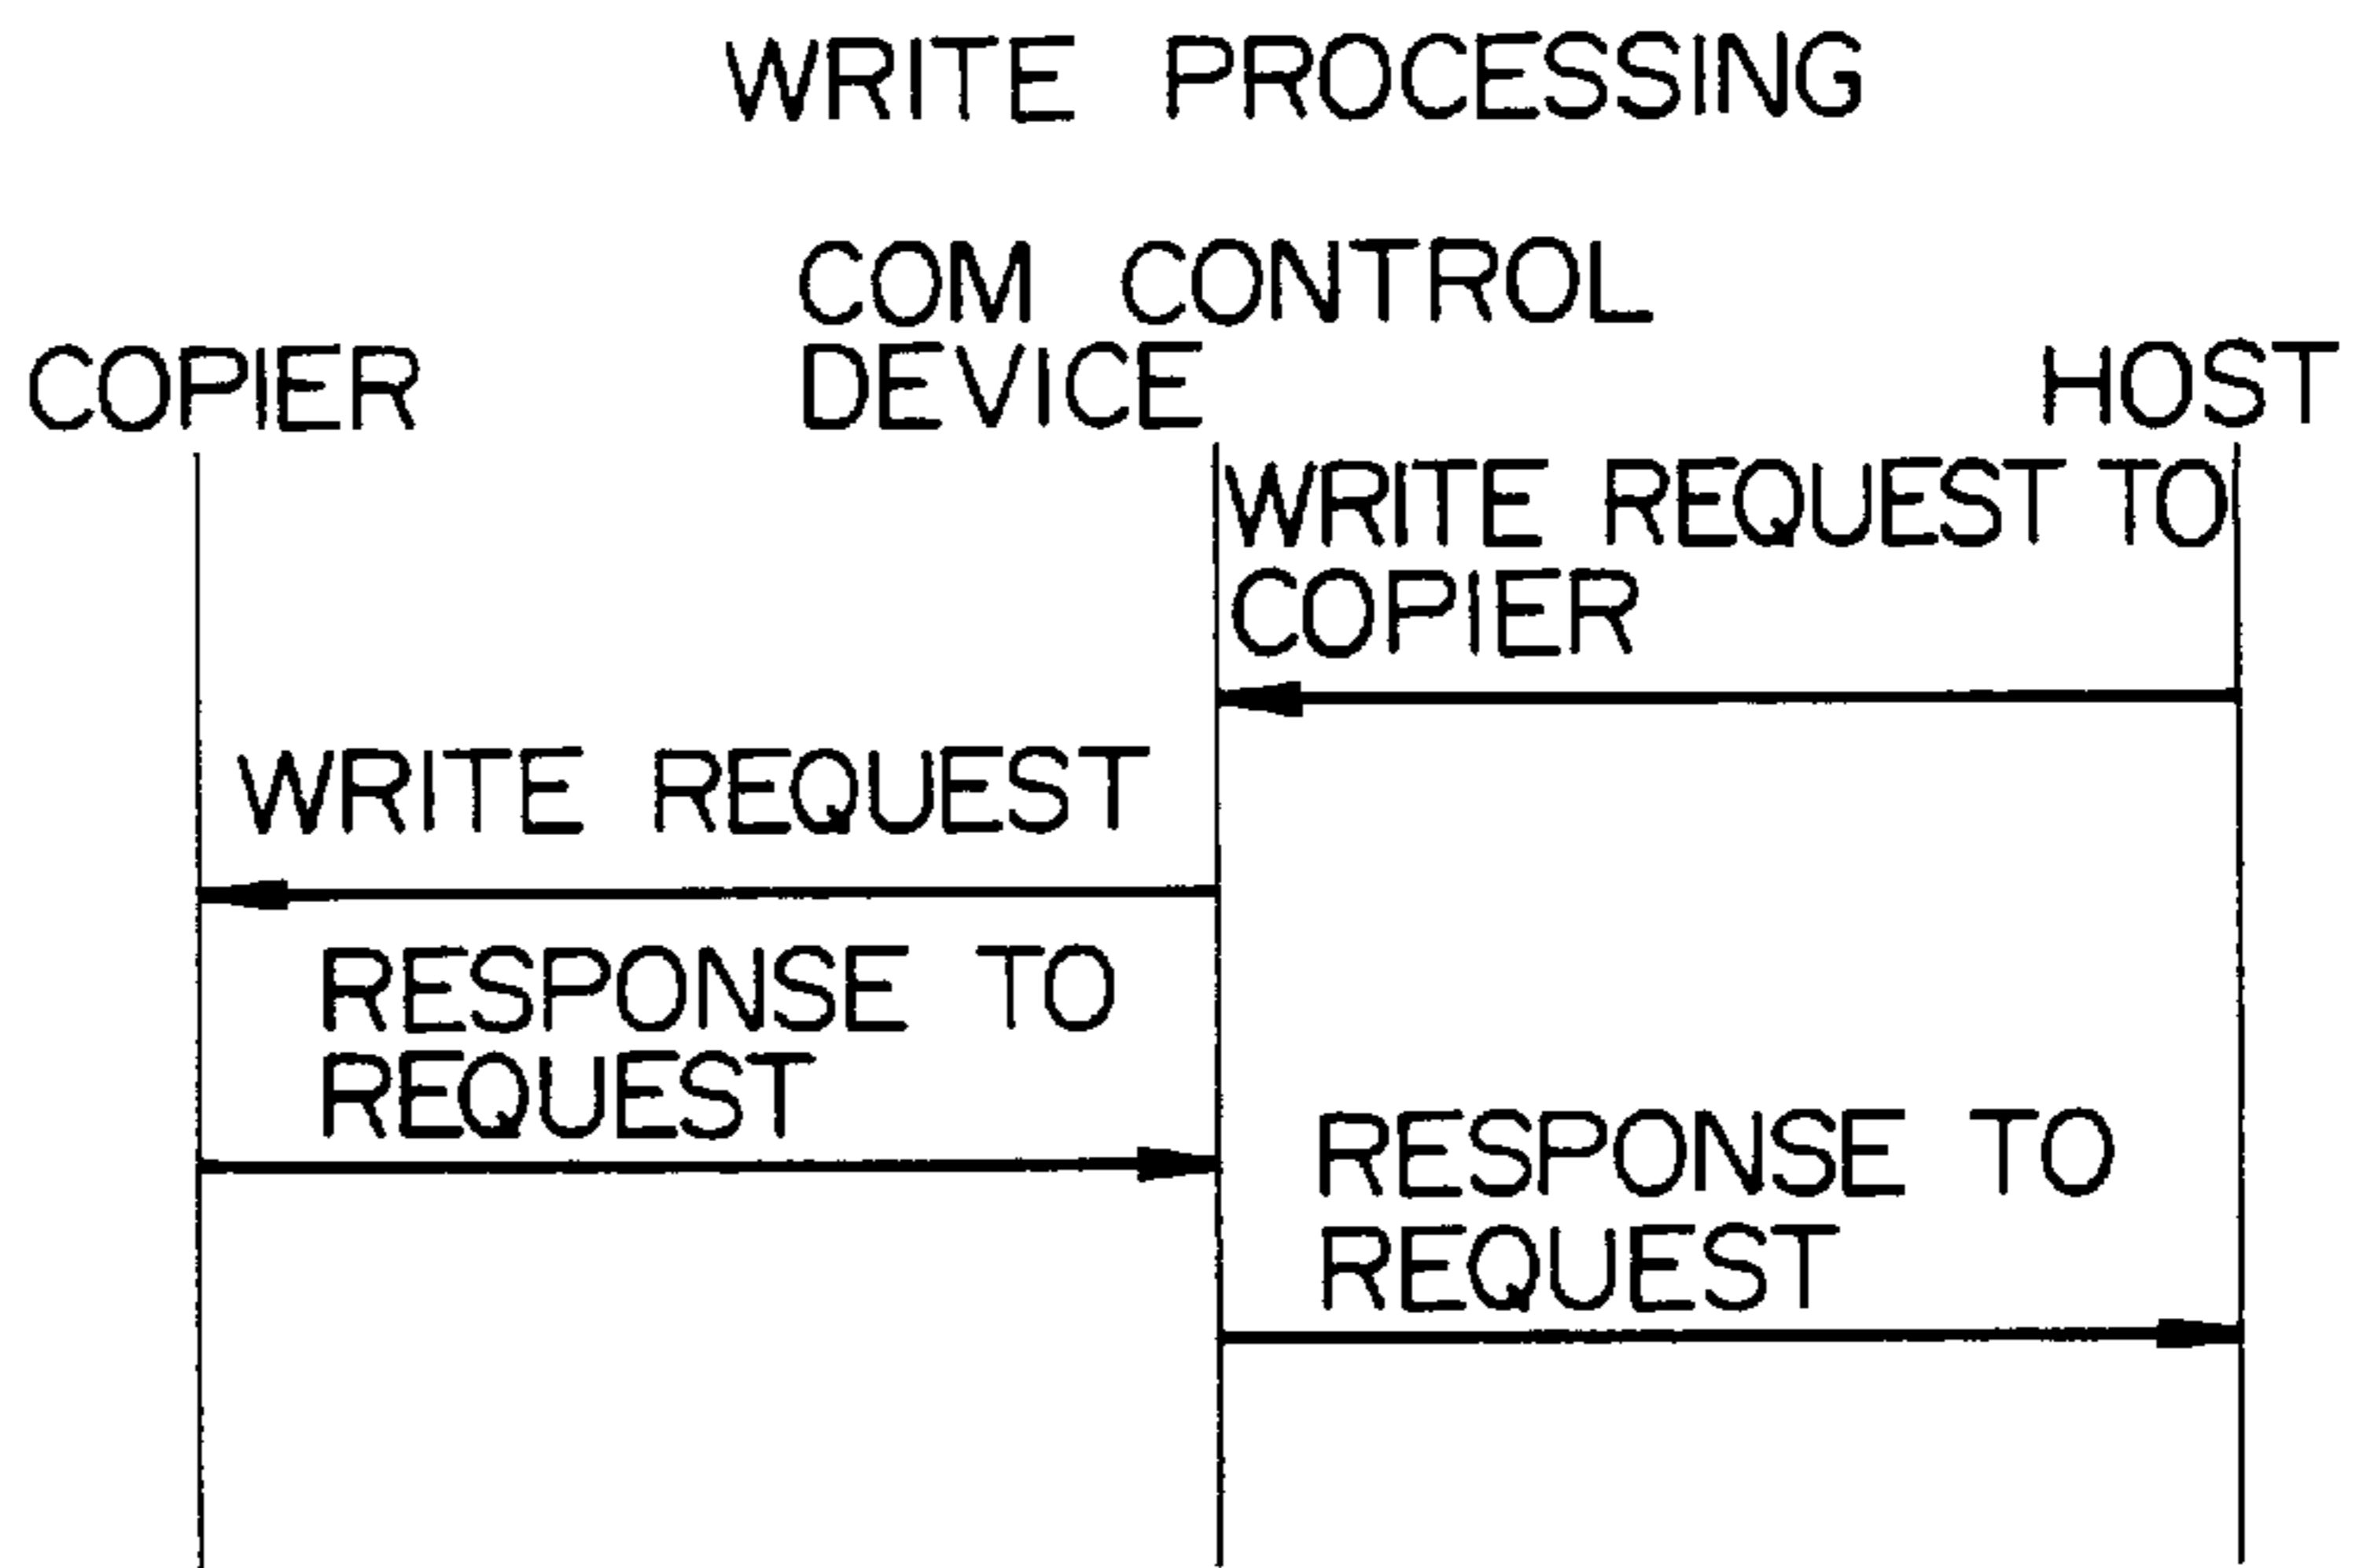 WRITE PROCESSING
COM CONTROL
DEVICE
COPIER
HOST
WRITE REQUEST TO
COPIER
WRITE REQUEST
RESPONSE TO
REQUEST
RESPONSE TO
REQUEST